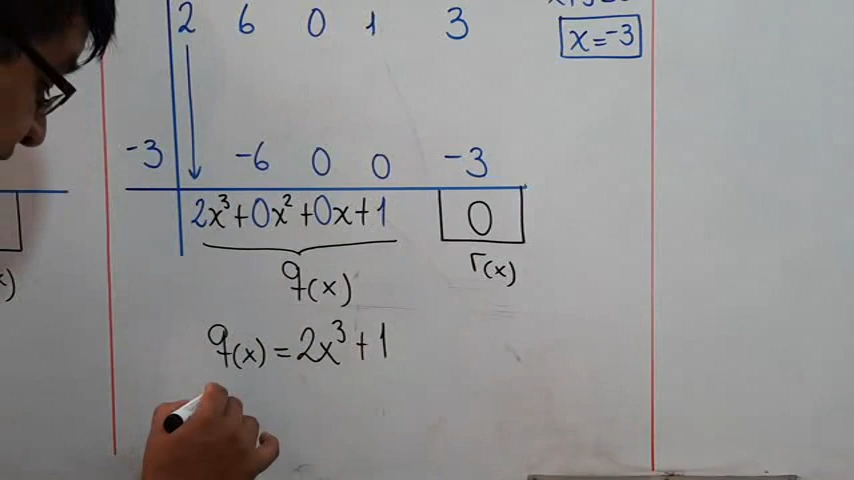 2 6 0 1 3
x = -3
-3 -6 0 0 -3
2x³+0x²+0x+1 0
q(x) r(x)
q(x) = 2x³ + 1